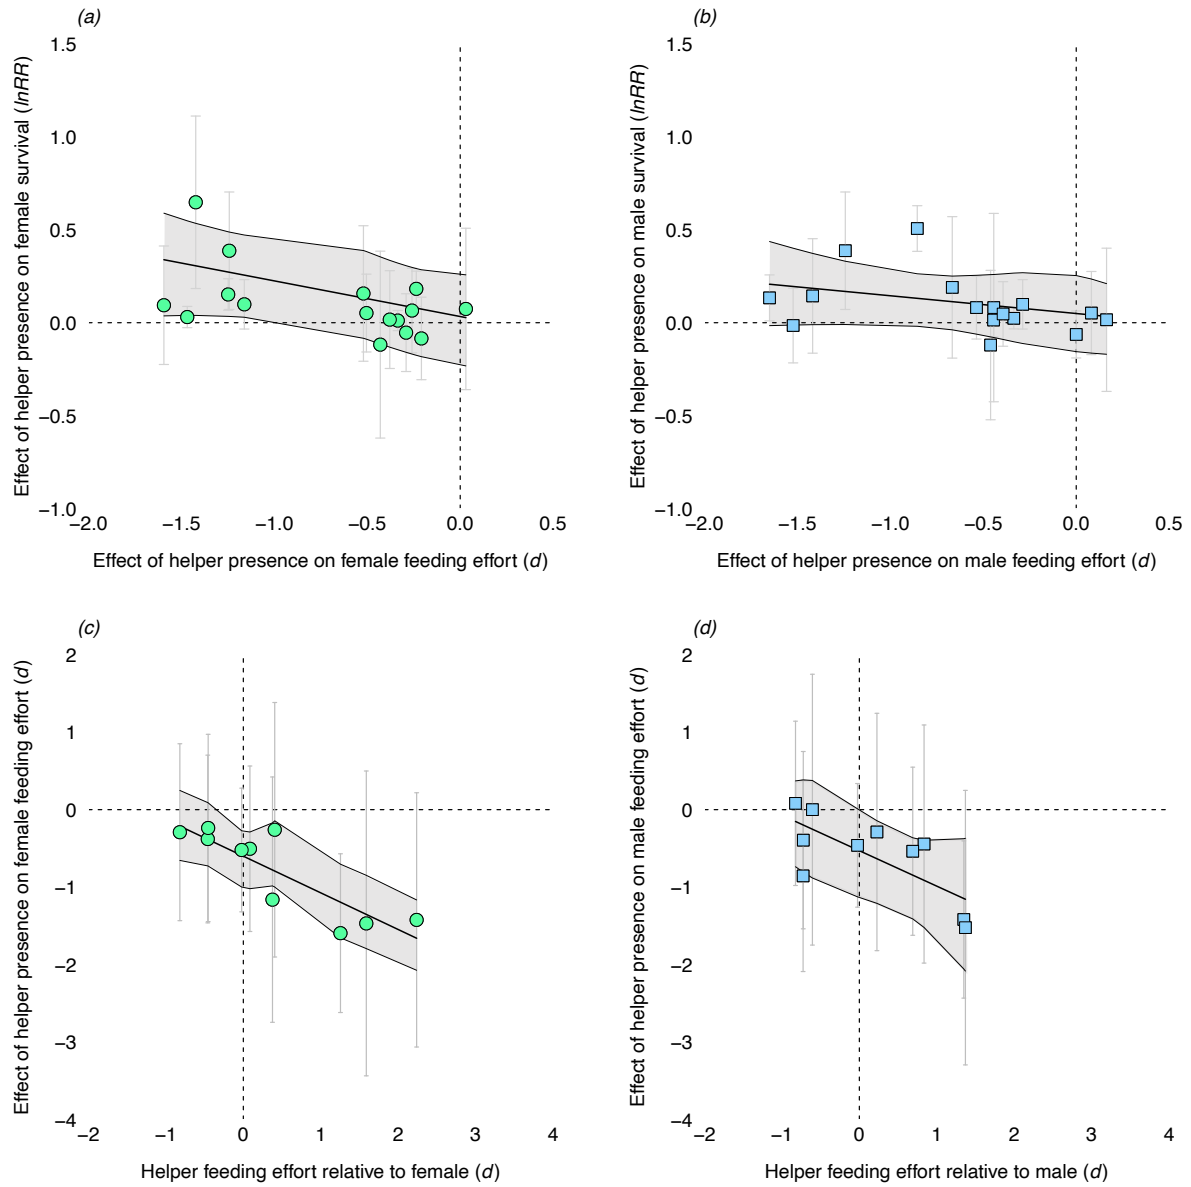 (a)
Effect of helper presence on female survival (lnRR)
1.5
1.0
0.5
0.0
−0.5
−1.0
−2.0 −1.5 −1.0 −0.5 0.0 0.5
Effect of helper presence on female feeding effort (d)
(b)
Effect of helper presence on male survival (lnRR)
1.5
1.0
0.5
0.0
−0.5
−1.0
−2.0 −1.5 −1.0 −0.5 0.0 0.5
Effect of helper presence on male feeding effort (d)
(c)
Effect of helper presence on female feeding effort (d)
2
1
0
−1
−2
−3
−4
−2 −1 0 1 2 3 4
Helper feeding effort relative to female (d)
(d)
Effect of helper presence on male feeding effort (d)
2
1
0
−1
−2
−3
−4
−2 −1 0 1 2 3 4
Helper feeding effort relative to male (d)